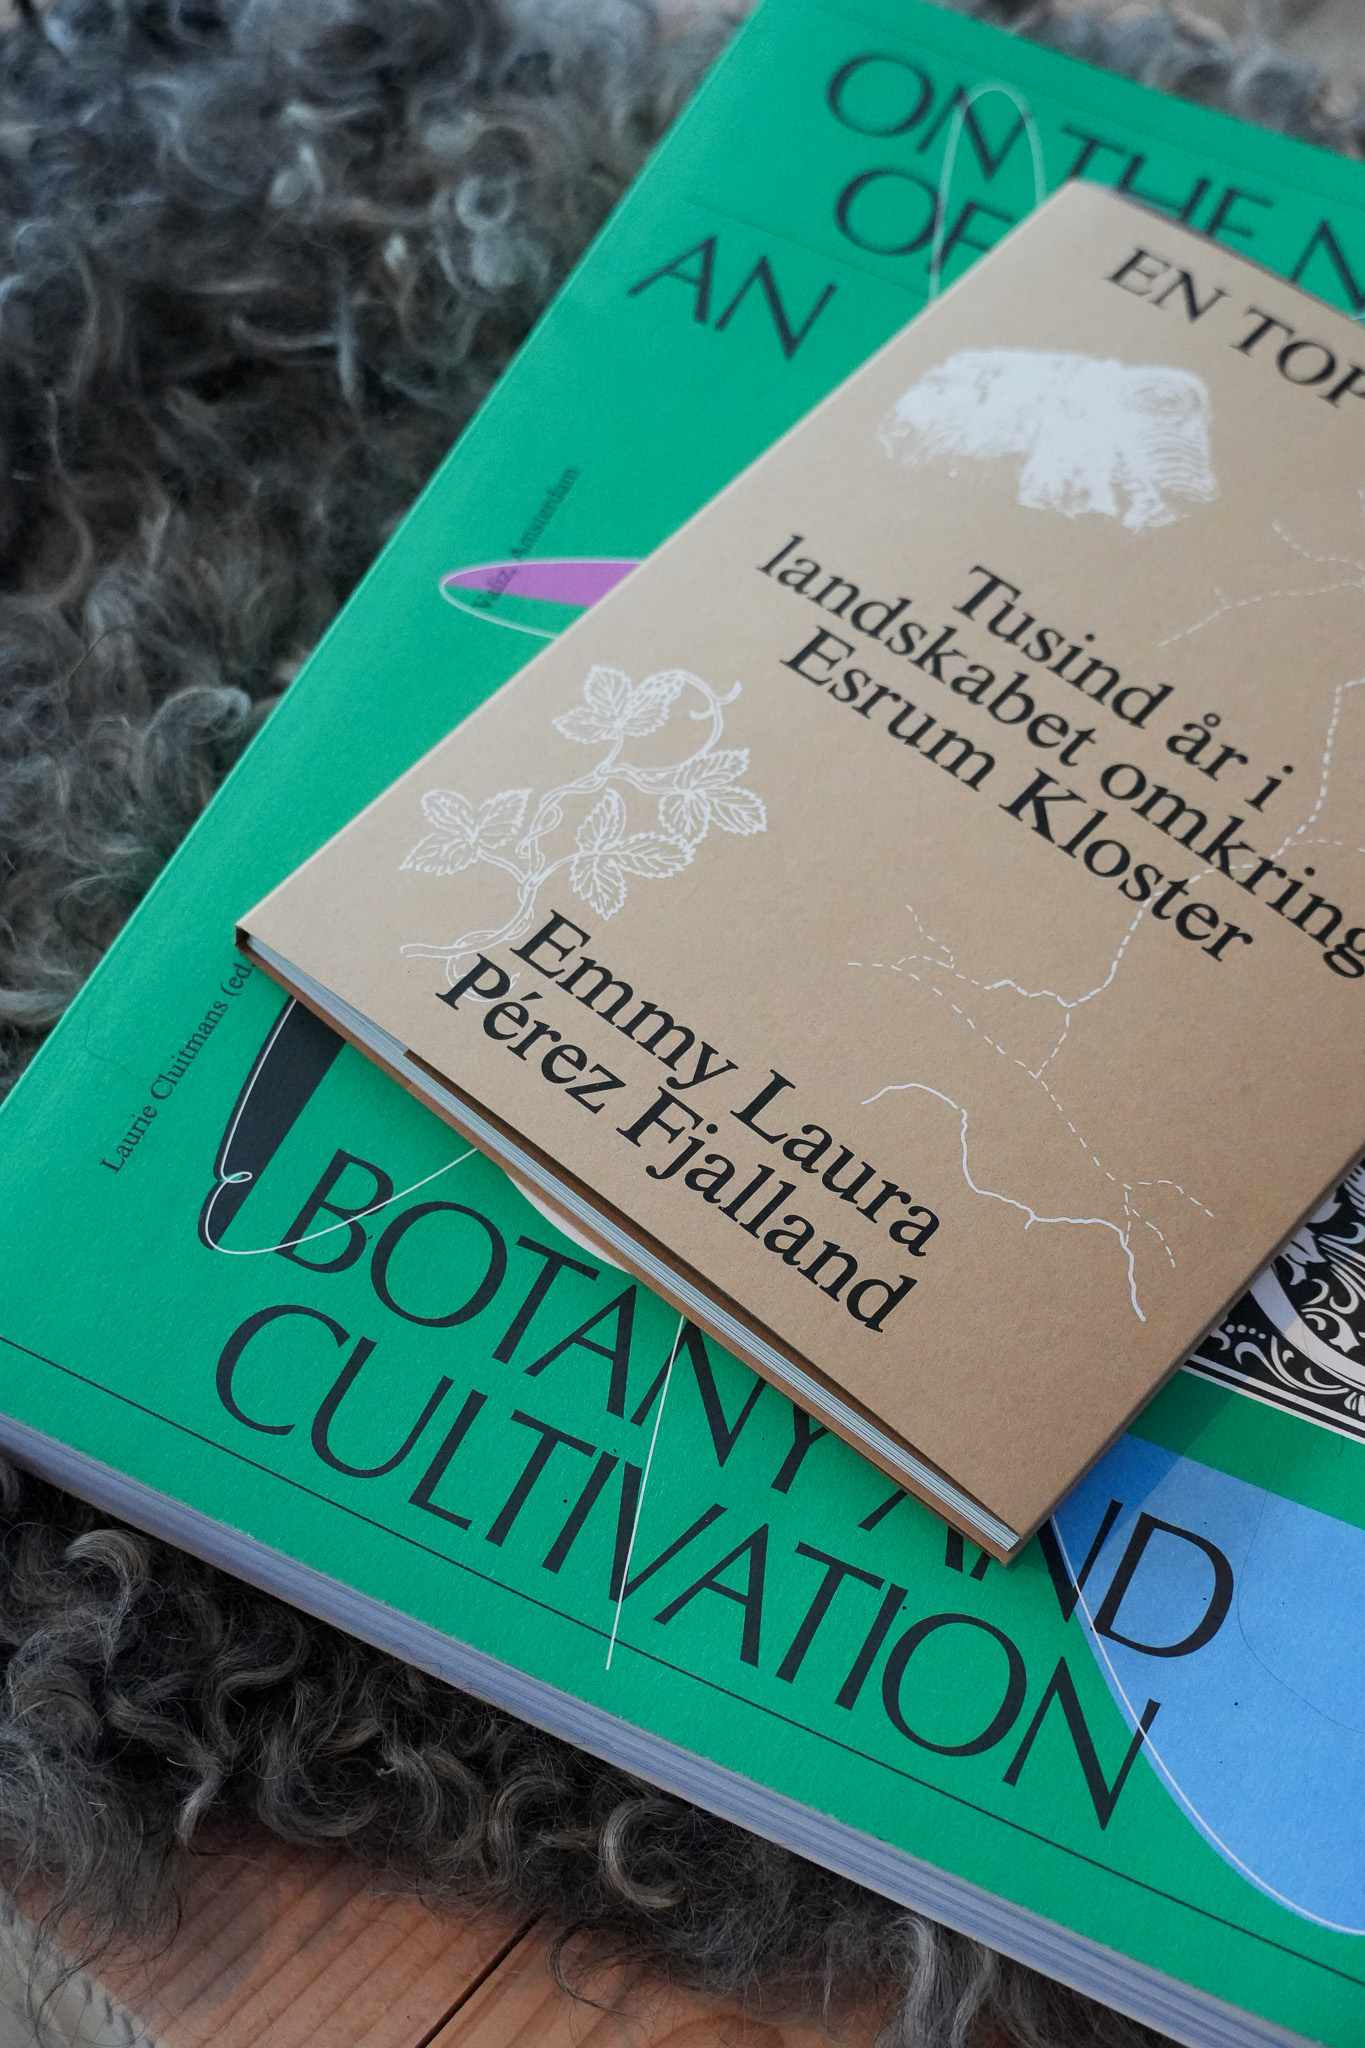 ON THE N
OF
AN
Valiz, Amsterdam
Laurie Cluitmans (ed.
BOTANY AND
CULTIVATION
EN TOP
Tusind år i
landskabet omkring
Esrum Kloster
Emmy Laura
Pérez Fjalland